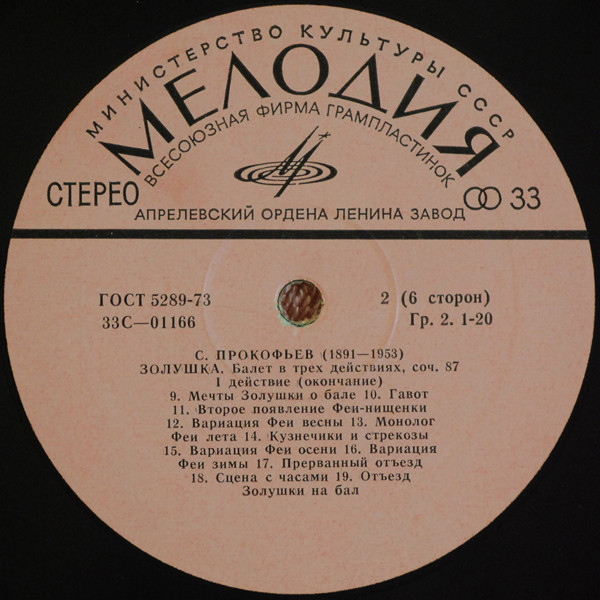 МИНИСТЕРСТВО КУЛЬТУРЫ СССР
МЕЛОДИЯ
ВСЕСОЮЗНАЯ ФИРМА ГРАМПЛАСТИНОК
СТЕРЕО
33
АПРЕЛЕВСКИЙ ОРДЕНА ЛЕНИНА ЗАВОД
ГОСТ 5289-73
2 (6 сторон)
33С—01166
Гр. 2. 1-20
С. ПРОКОФЬЕВ (1891—1953)
ЗОЛУШКА. Балет в трех действиях, соч. 87
1 действие (окончание)
9. Мечты Золушки о бале 10. Гавот
11. Второе появление Феи-нищенки
12. Вариация Феи весны 13. Монолог
Феи лета 14. Кузнечики и стрекозы
15. Вариация Феи осени 16. Вариация
Феи зимы 17. Прерванный отъезд
18. Сцена с часами 19. Отъезд
Золушки на бал